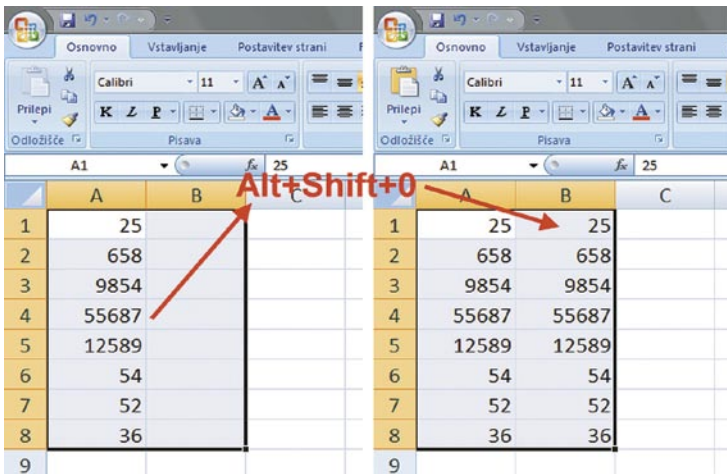 Osnovno Vstavljanje Postavitev strani
Calibri 11 A A
Prilepi
K L P A
Odložišče Pisava
A1 fx 25
A B C
1 25
2 658
3 9854
4 55687
5 12589
6 54
7 52
8 36
9
Alt+Shift+0
Osnovno Vstavljanje Postavitev strani
Calibri 11 A A
Prilepi
K L P A
Odložišče Pisava
A1 fx 25
A B C
1 25 25
2 658 658
3 9854 9854
4 55687 55687
5 12589 12589
6 54 54
7 52 52
8 36 36
9